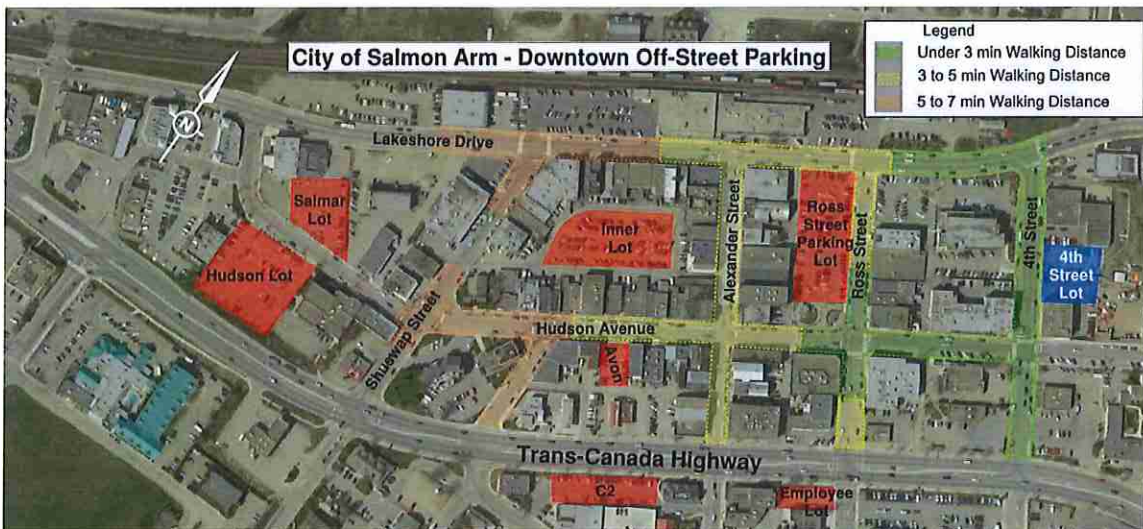 City of Salmon Arm - Downtown Off-Street Parking
Legend
Under 3 min Walking Distance
3 to 5 min Walking Distance
5 to 7 min Walking Distance
N
Lakeshore Drive
Salmar
Lot
Hudson Lot
Inner
Lot
Alexander Street
Ross
Street
Parking
Lot
Ross Street
4th Street
4th
Street
Lot
Shuswap Street
Hudson Avenue
Avon
Trans-Canada Highway
C2
Employee
Lot